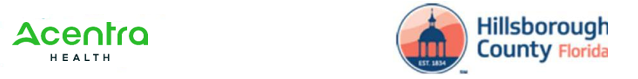 Acentra
HEALTH
Hillsborough
County Florida
EST. 1834